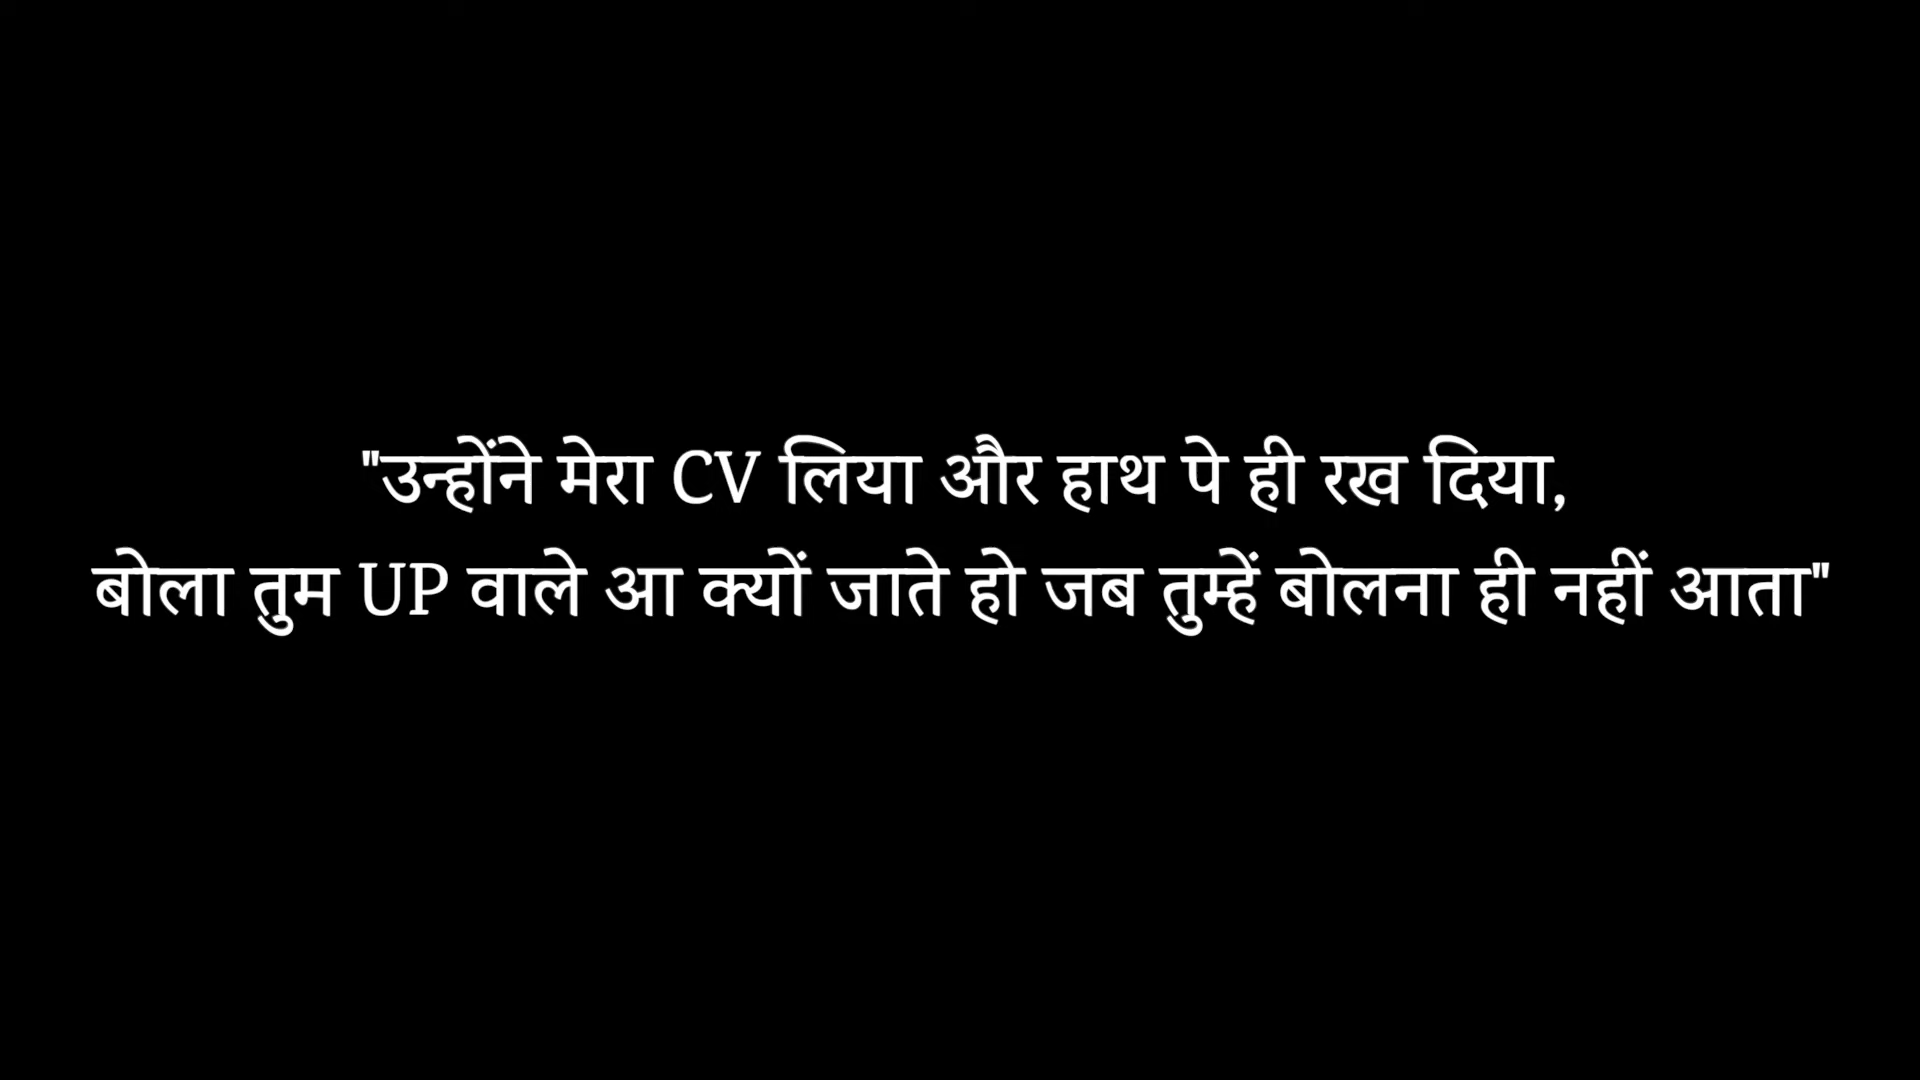 "उन्होंने मेरा CV लिया और हाथ पे ही रख दिया,
बोला तुम UP वाले आ क्यों जाते हो जब तुम्हें बोलना ही नहीं आता"